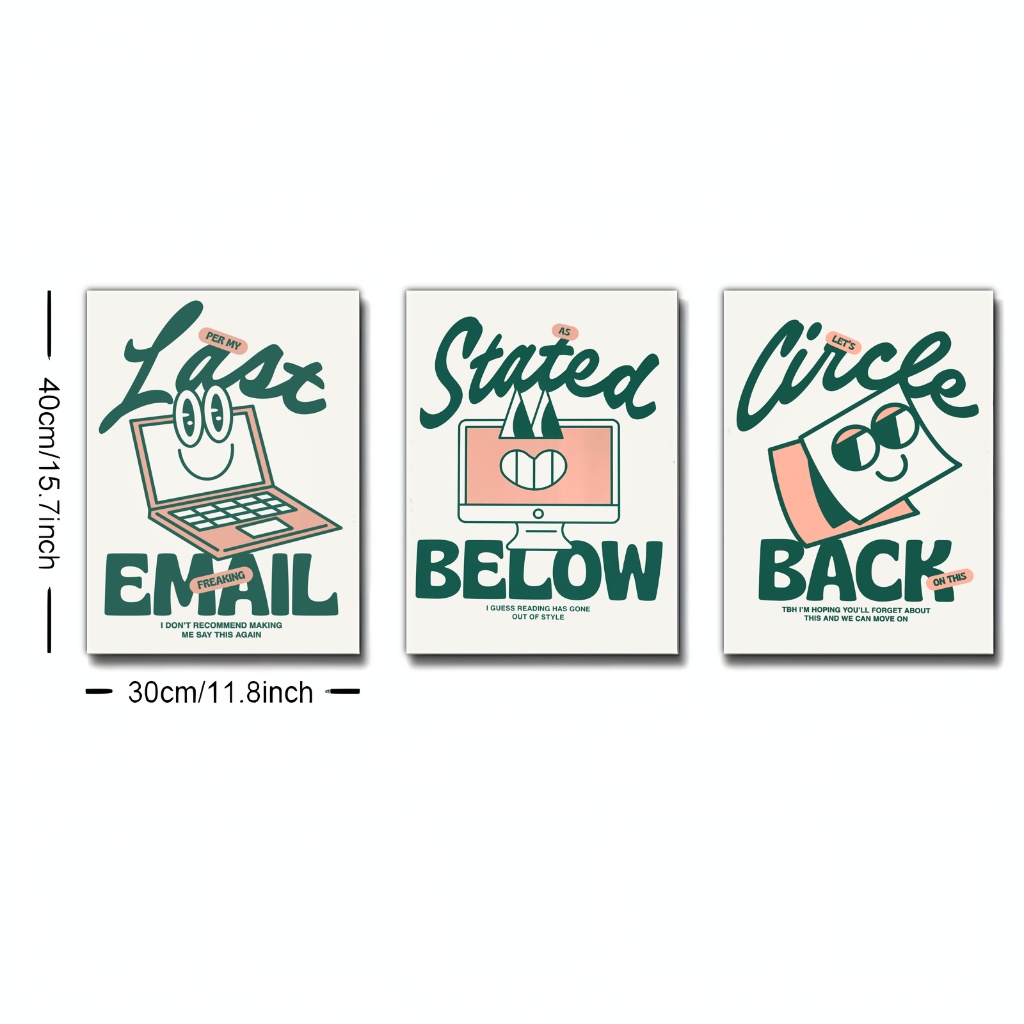 40cm/15.7inch
PER MY
Last
FREAKING
EMAIL
I DON'T RECOMMEND MAKING
ME SAY THIS AGAIN
30cm/11.8inch
AS
Stated
BELOW
I GUESS READING HAS GONE
OUT OF STYLE
LET'S
Circle
BACK
ON THIS
TBH I'M HOPING YOU'LL FORGET ABOUT
THIS AND WE CAN MOVE ON